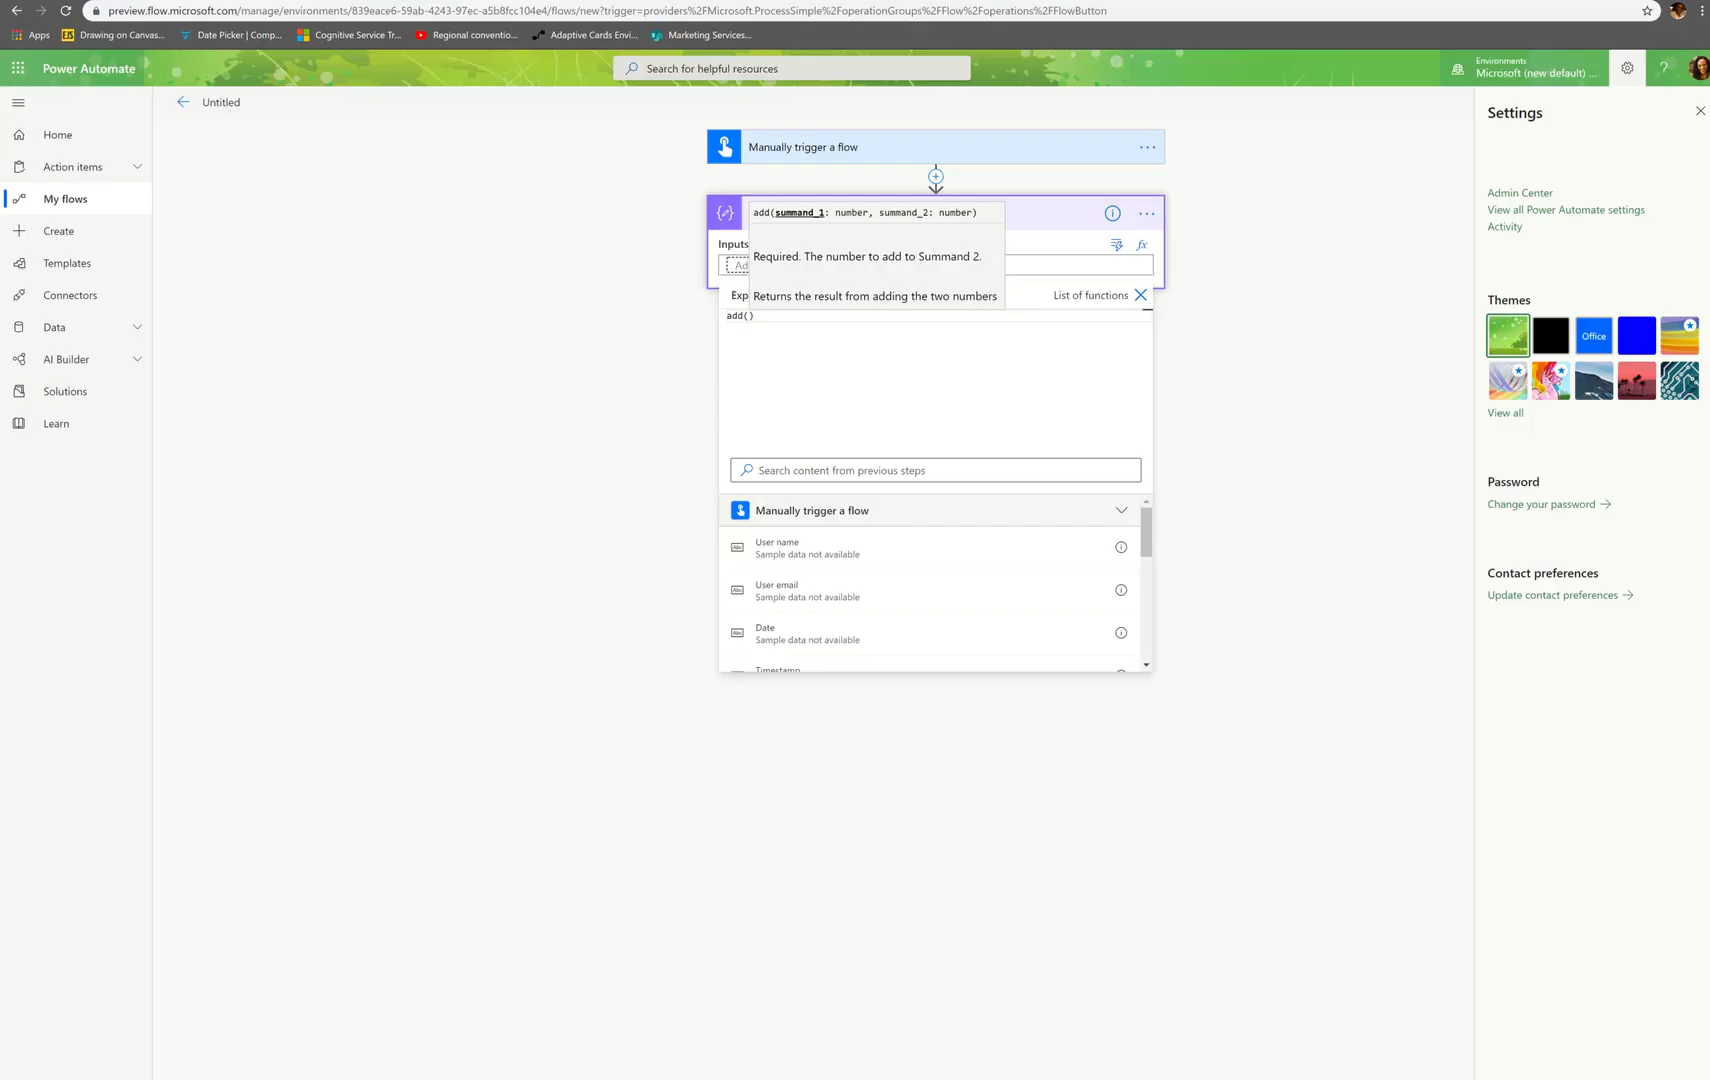 preview.flow.microsoft.com/manage/environments/839eace6-59ab-4243-97ec-a5b8fcc104e4/flows/new?trigger=providers%2FMicrosoft.ProcessSimple%2FoperationGroups%2FFlow%2Foperations%2FFlowButton
Apps
Drawing on Canvas...
Date Picker | Comp...
Cognitive Service Tr...
Regional conventio...
Adaptive Cards Envi...
Marketing Services...
Power Automate
Search for helpful resources
Environments
Microsoft (new default) ...
?
Untitled
Home
Action items
My flows
Create
Templates
Connectors
Data
AI Builder
Solutions
Learn
Manually trigger a flow
add(summand_1: number, summand_2: number)
Required. The number to add to Summand 2.
Returns the result from adding the two numbers
Inputs
fx
Ad
Exp
List of functions
add()
Search content from previous steps
Manually trigger a flow
Abc
User name
Sample data not available
Abc
User email
Sample data not available
Abc
Date
Sample data not available
Timestamp
Settings
Admin Center
View all Power Automate settings
Activity
Themes
Office
View all
Password
Change your password
Contact preferences
Update contact preferences